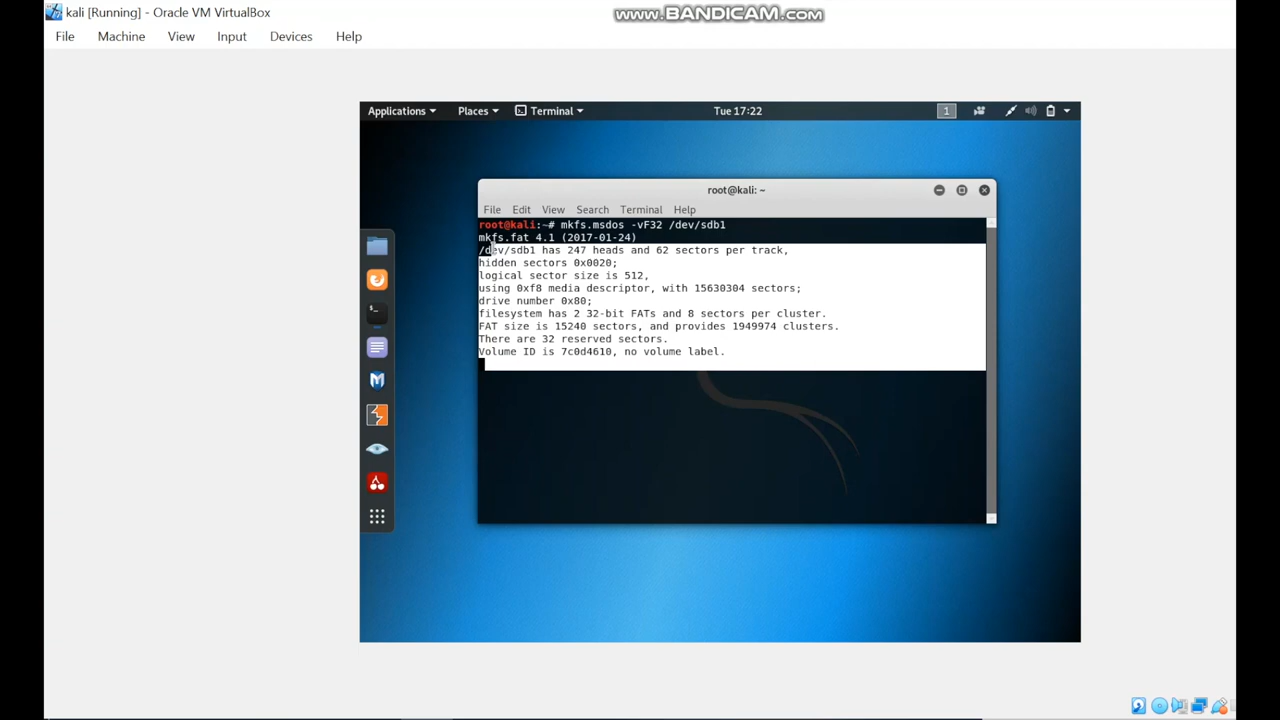 kali [Running] - Oracle VM VirtualBox
www.BANDICAM.com
File Machine View Input Devices Help
Applications Places Terminal Tue 17:22 1
root@kali: ~
File Edit View Search Terminal Help
root@kali:~# mkfs.msdos -vF32 /dev/sdb1
mkfs.fat 4.1 (2017-01-24)
/dev/sdb1 has 247 heads and 62 sectors per track,
hidden sectors 0x0020;
logical sector size is 512,
using 0xf8 media descriptor, with 15630304 sectors;
drive number 0x80;
filesystem has 2 32-bit FATs and 8 sectors per cluster.
FAT size is 15240 sectors, and provides 1949974 clusters.
There are 32 reserved sectors.
Volume ID is 7c0d4610, no volume label.